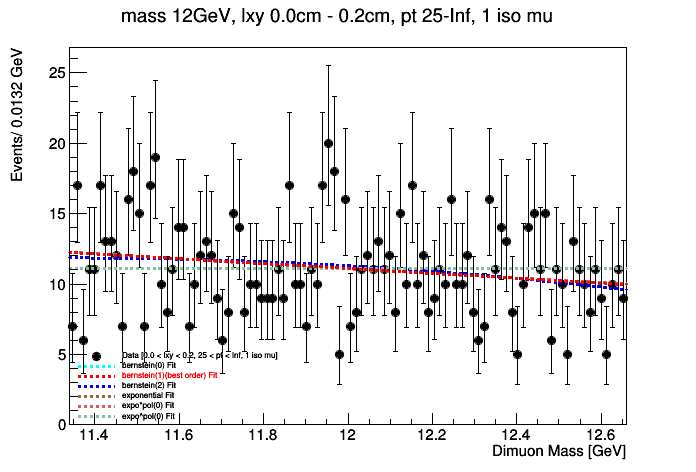 mass 12GeV, lxy 0.0cm - 0.2cm, pt 25-Inf, 1 iso mu
Events/ 0.0132 GeV
25
20
15
10
5
0
Data [0.0 < lxy < 0.2, 25 < pt < Inf, 1 iso mu]
bernstein(0) Fit
bernstein(1)(best order) Fit
bernstein(2) Fit
exponential Fit
expo*pol(0) Fit
expo^pol(0) Fit
11.4 11.6 11.8 12 12.2 12.4 12.6
Dimuon Mass [GeV]